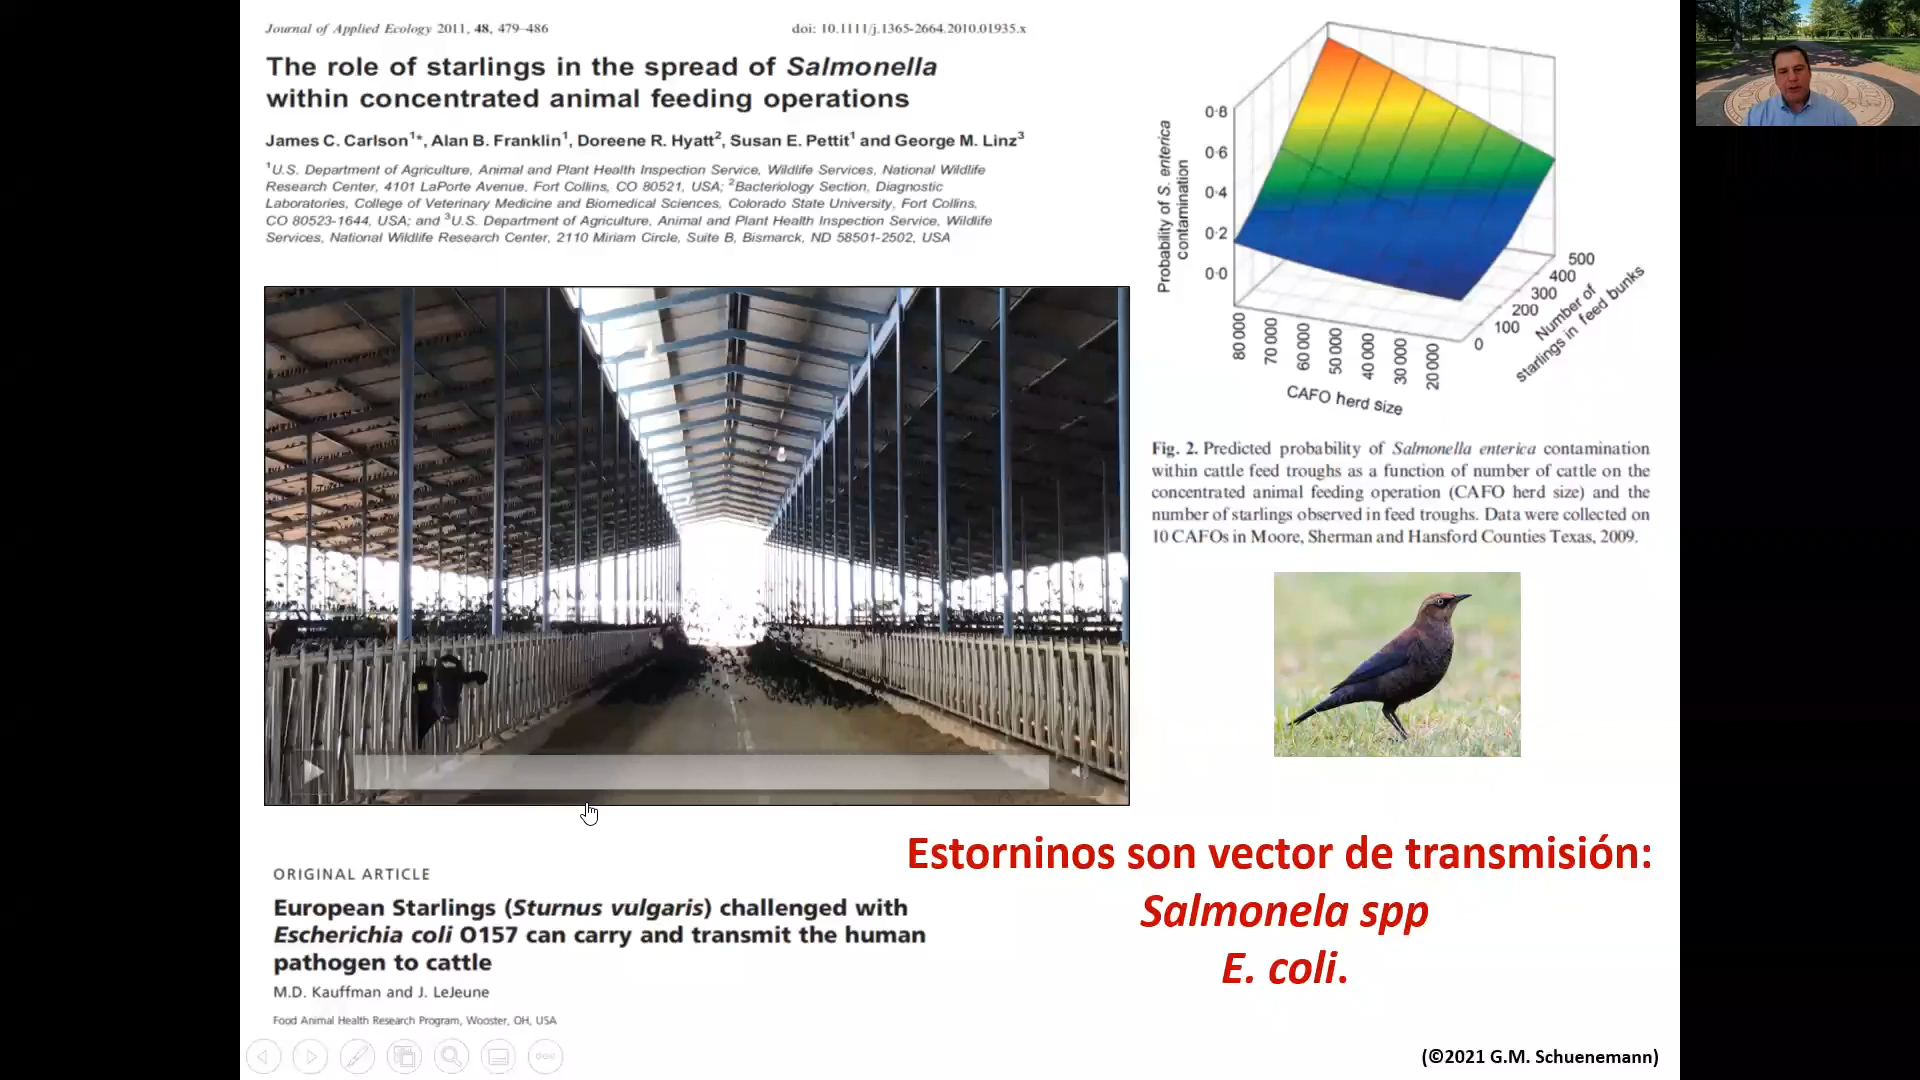 Journal of Applied Ecology 2011, 48, 479–486
doi: 10.1111/j.1365-2664.2010.01935.x
The role of starlings in the spread of Salmonella
within concentrated animal feeding operations
James C. Carlson1*, Alan B. Franklin1, Doreene R. Hyatt2, Susan E. Pettit1 and George M. Linz3
1U.S. Department of Agriculture, Animal and Plant Health Inspection Service, Wildlife Services, National Wildlife
Research Center, 4101 LaPorte Avenue, Fort Collins, CO 80521, USA; 2Bacteriology Section, Diagnostic
Laboratories, College of Veterinary Medicine and Biomedical Sciences, Colorado State University, Fort Collins,
CO 80523-1644, USA; and 3U.S. Department of Agriculture, Animal and Plant Health Inspection Service, Wildlife
Services, National Wildlife Research Center, 2110 Miriam Circle, Suite B, Bismarck, ND 58501-2502, USA
Probability of S. enterica
contamination
0·8
0·6
0·4
0·2
0·0
80 000
70 000
60 000
50 000
40 000
30 000
20 000
CAFO herd size
0
100
200
300
400
500
Number of
starlings in feed bunks
Fig. 2. Predicted probability of Salmonella enterica contamination
within cattle feed troughs as a function of number of cattle on the
concentrated animal feeding operation (CAFO herd size) and the
number of starlings observed in feed troughs. Data were collected on
10 CAFOs in Moore, Sherman and Hansford Counties Texas, 2009.
Estorninos son vector de transmisión:
Salmonela spp
E. coli.
ORIGINAL ARTICLE
European Starlings (Sturnus vulgaris) challenged with
Escherichia coli O157 can carry and transmit the human
pathogen to cattle
M.D. Kauffman and J. LeJeune
Food Animal Health Research Program, Wooster, OH, USA
(©2021 G.M. Schuenemann)